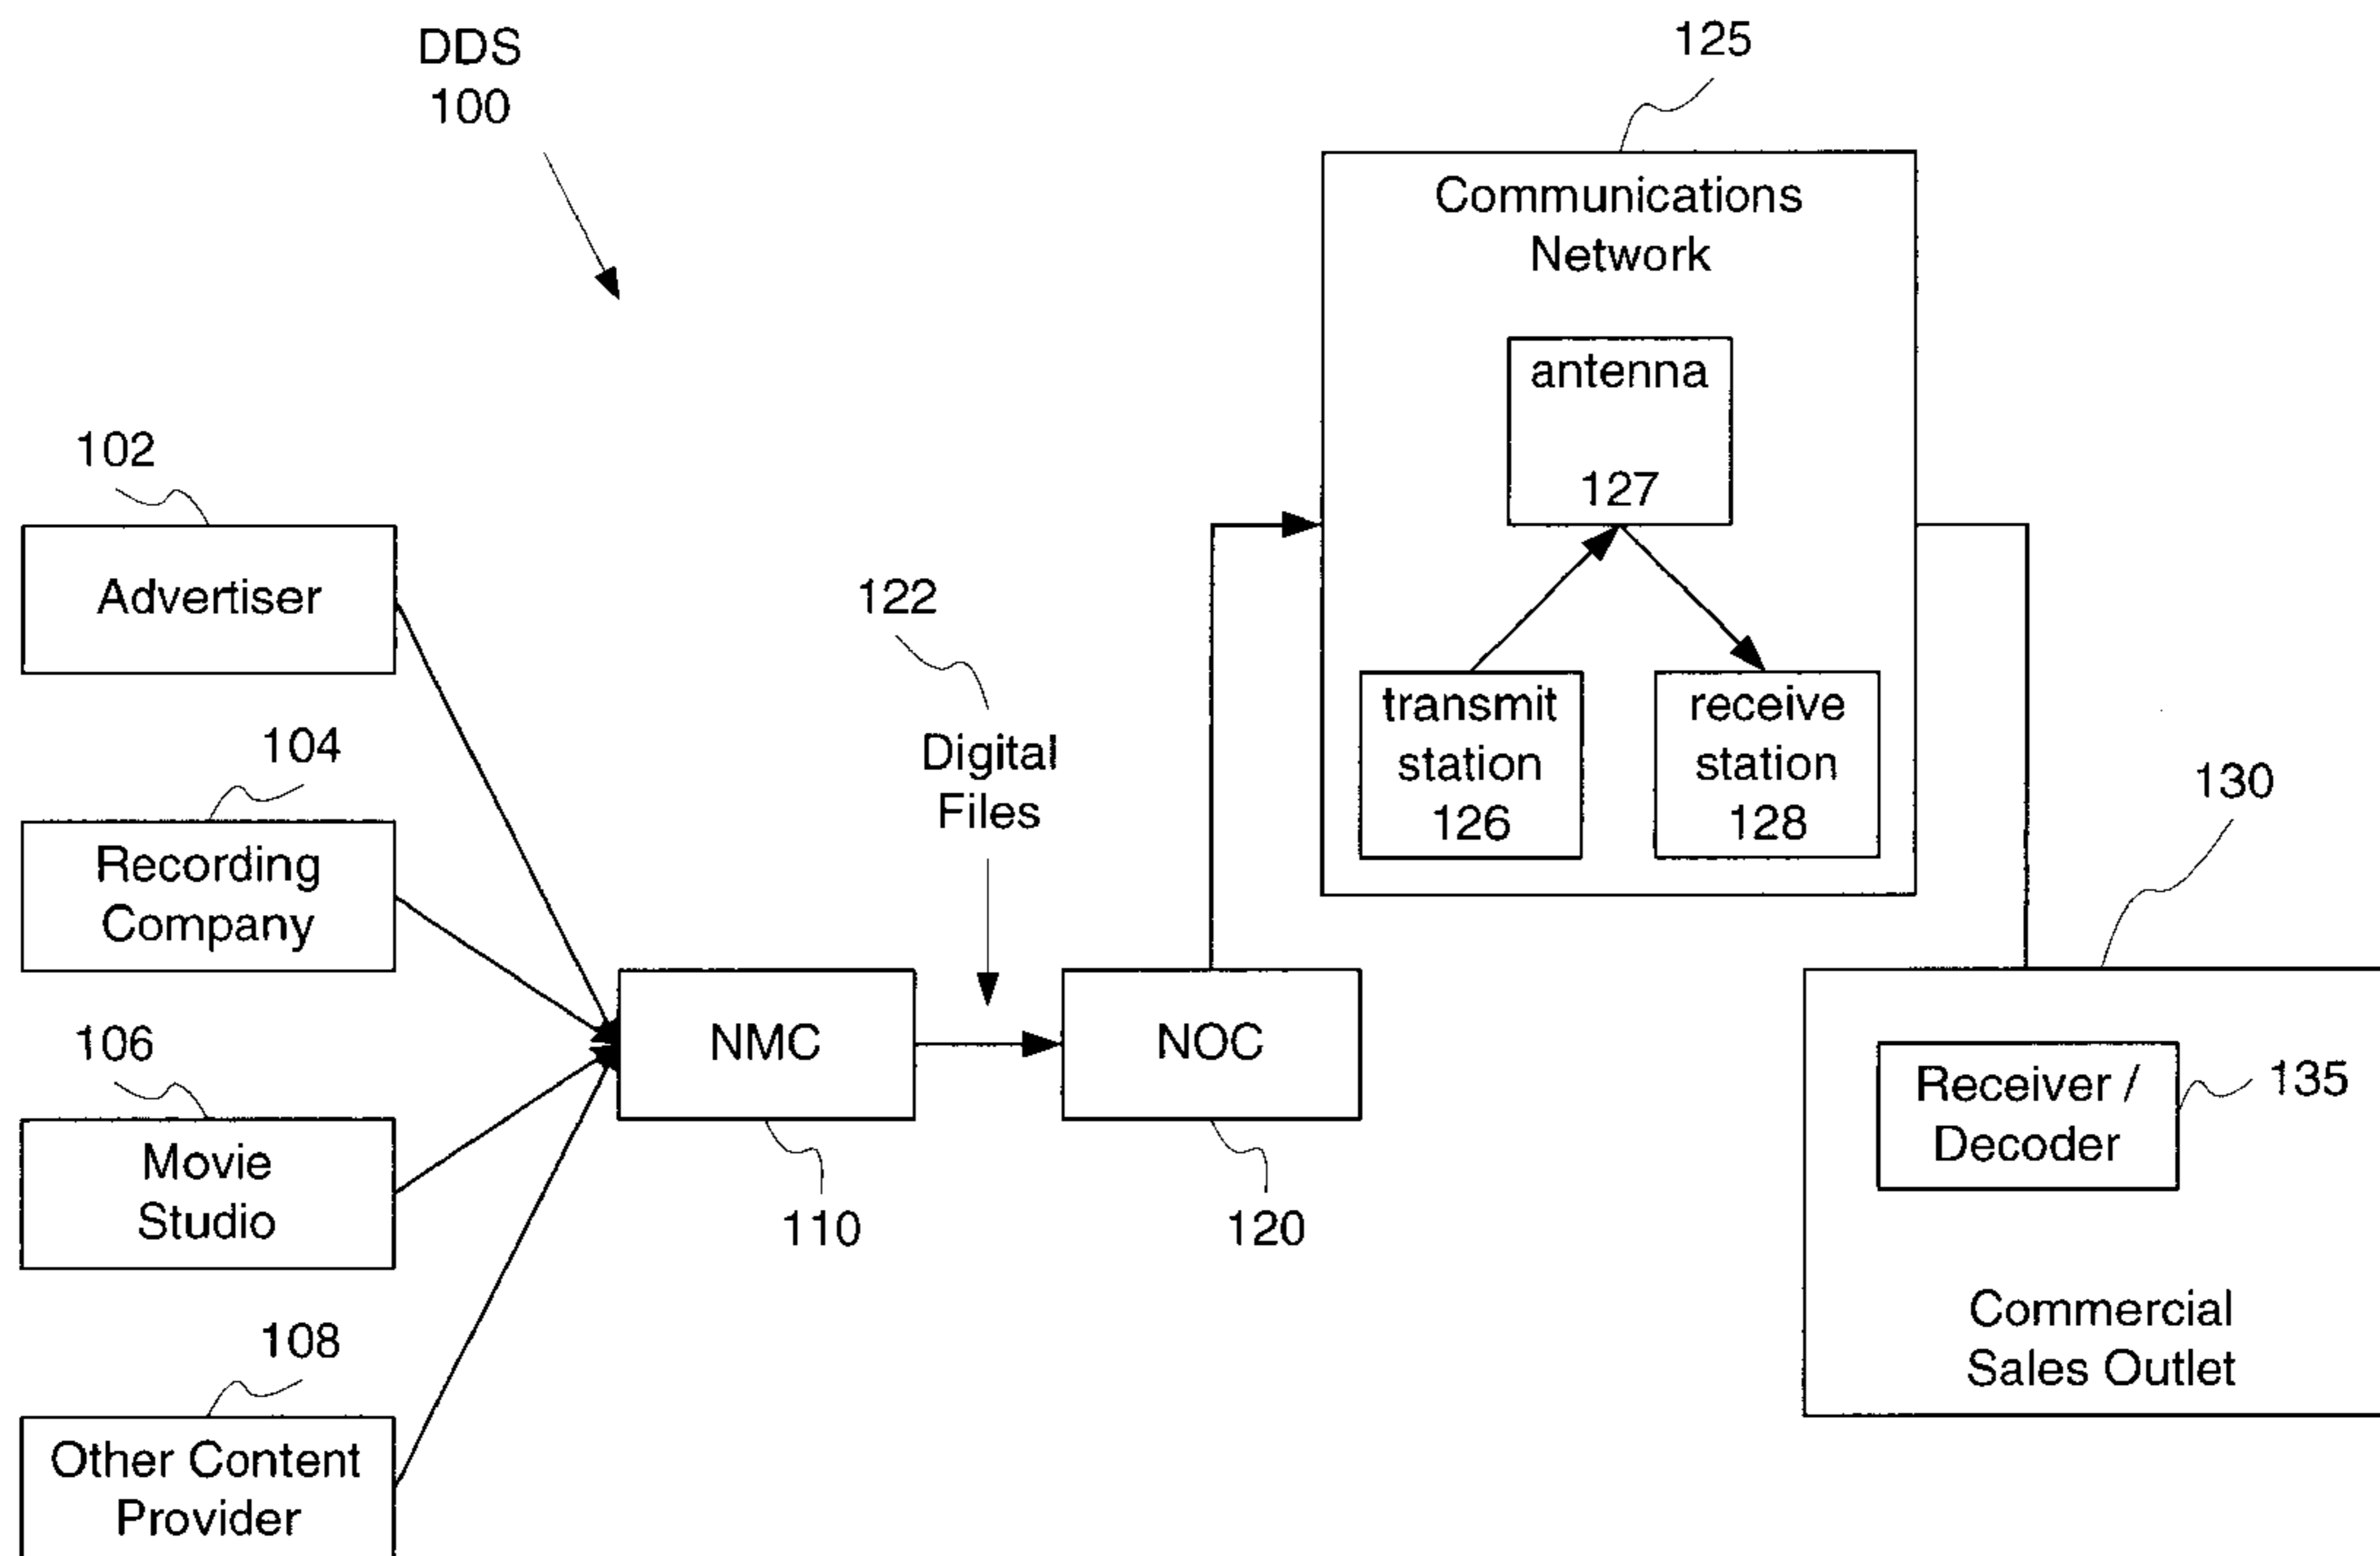 DDS
100
125
Communications
Network
antenna
127
transmit
station
126
receive
station
128
102
Advertiser
104
Recording
Company
106
Movie
Studio
108
Other Content
Provider
122
Digital
Files
NMC
110
NOC
120
130
Receiver /
Decoder
135
Commercial
Sales Outlet